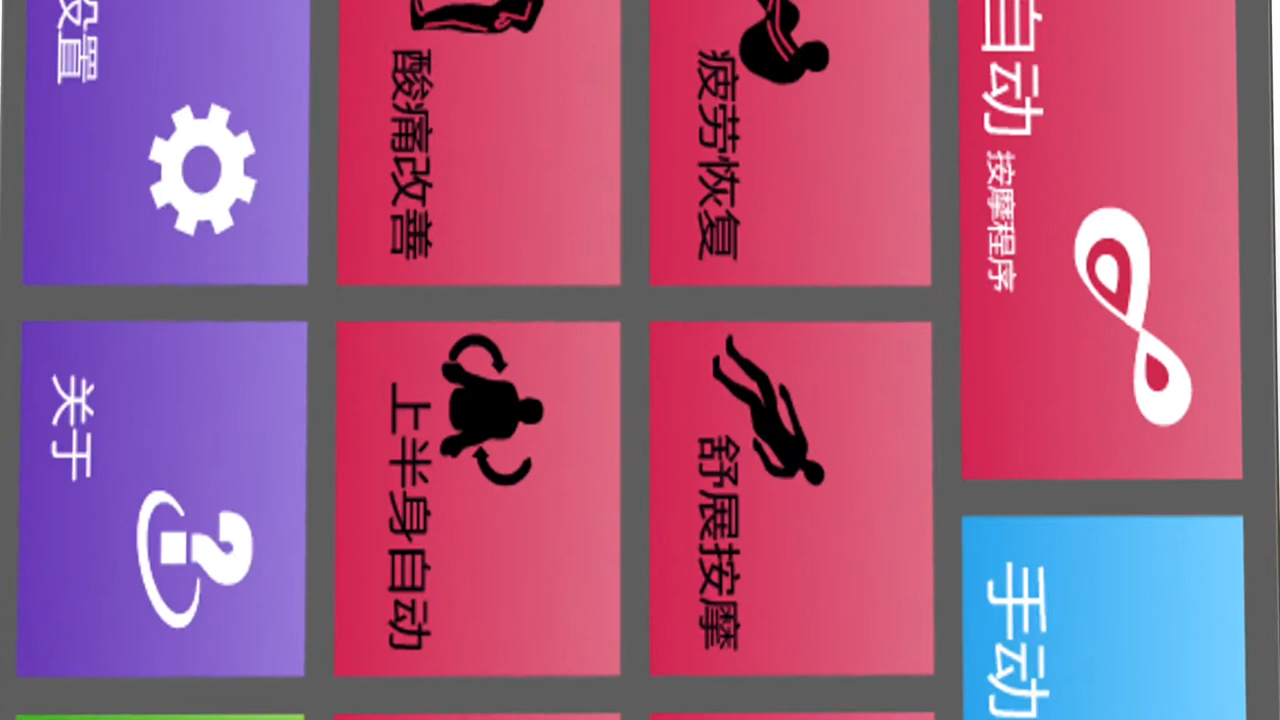 自动 按摩程序
手动
疲劳恢复
舒展按摩
酸痛改善
上半身自动
设置
关于